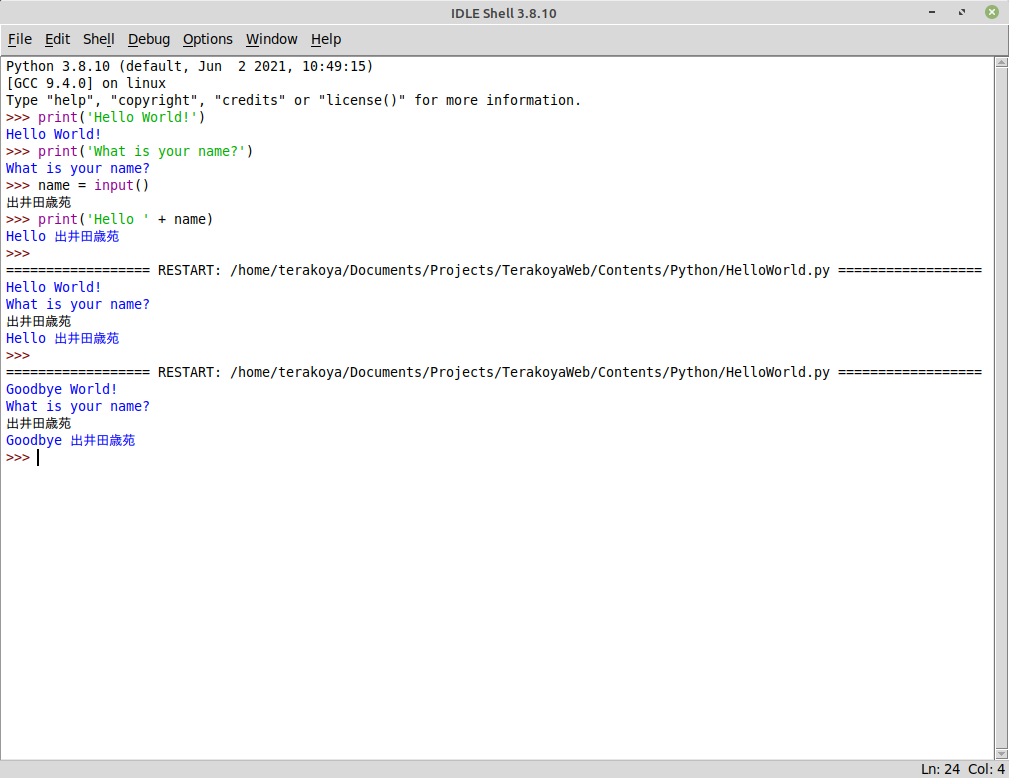 IDLE Shell 3.8.10
File Edit Shell Debug Options Window Help
Python 3.8.10 (default, Jun  2 2021, 10:49:15)
[GCC 9.4.0] on linux
Type "help", "copyright", "credits" or "license()" for more information.
>>> print('Hello World!')
Hello World!
>>> print('What is your name?')
What is your name?
>>> name = input()
出井田歳苑
>>> print('Hello ' + name)
Hello 出井田歳苑
>>>
================== RESTART: /home/terakoya/Documents/Projects/TerakoyaWeb/Contents/Python/HelloWorld.py ==================
Hello World!
What is your name?
出井田歳苑
Hello 出井田歳苑
>>>
================== RESTART: /home/terakoya/Documents/Projects/TerakoyaWeb/Contents/Python/HelloWorld.py ==================
Goodbye World!
What is your name?
出井田歳苑
Goodbye 出井田歳苑
>>>
Ln: 24 Col: 4